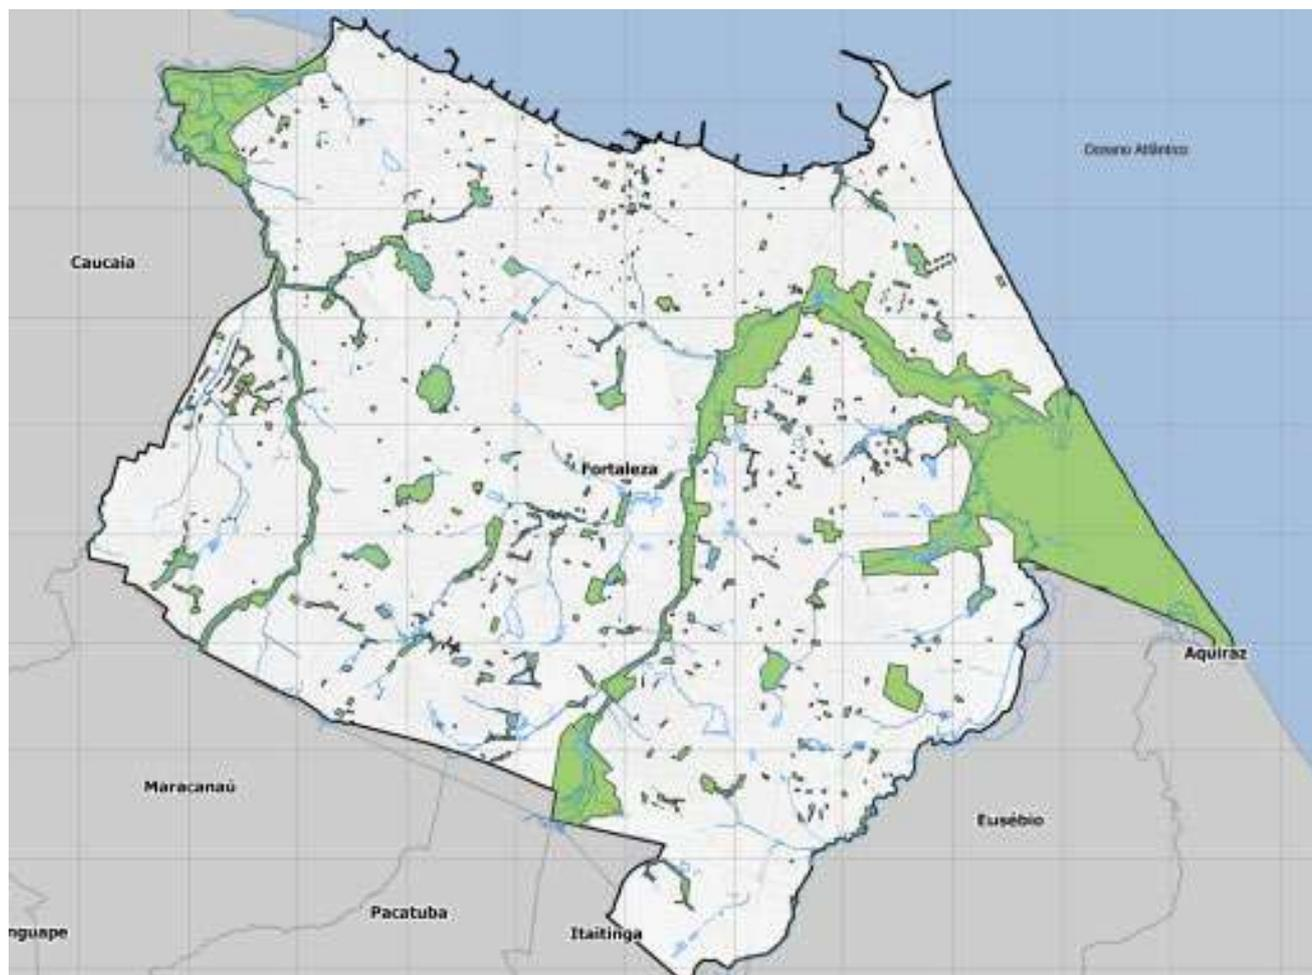 Oceano Atlântico
Caucaia
Fortaleza
Aquiraz
Maracanaú
Eusébio
Pacatuba
nguape
Itaitinga